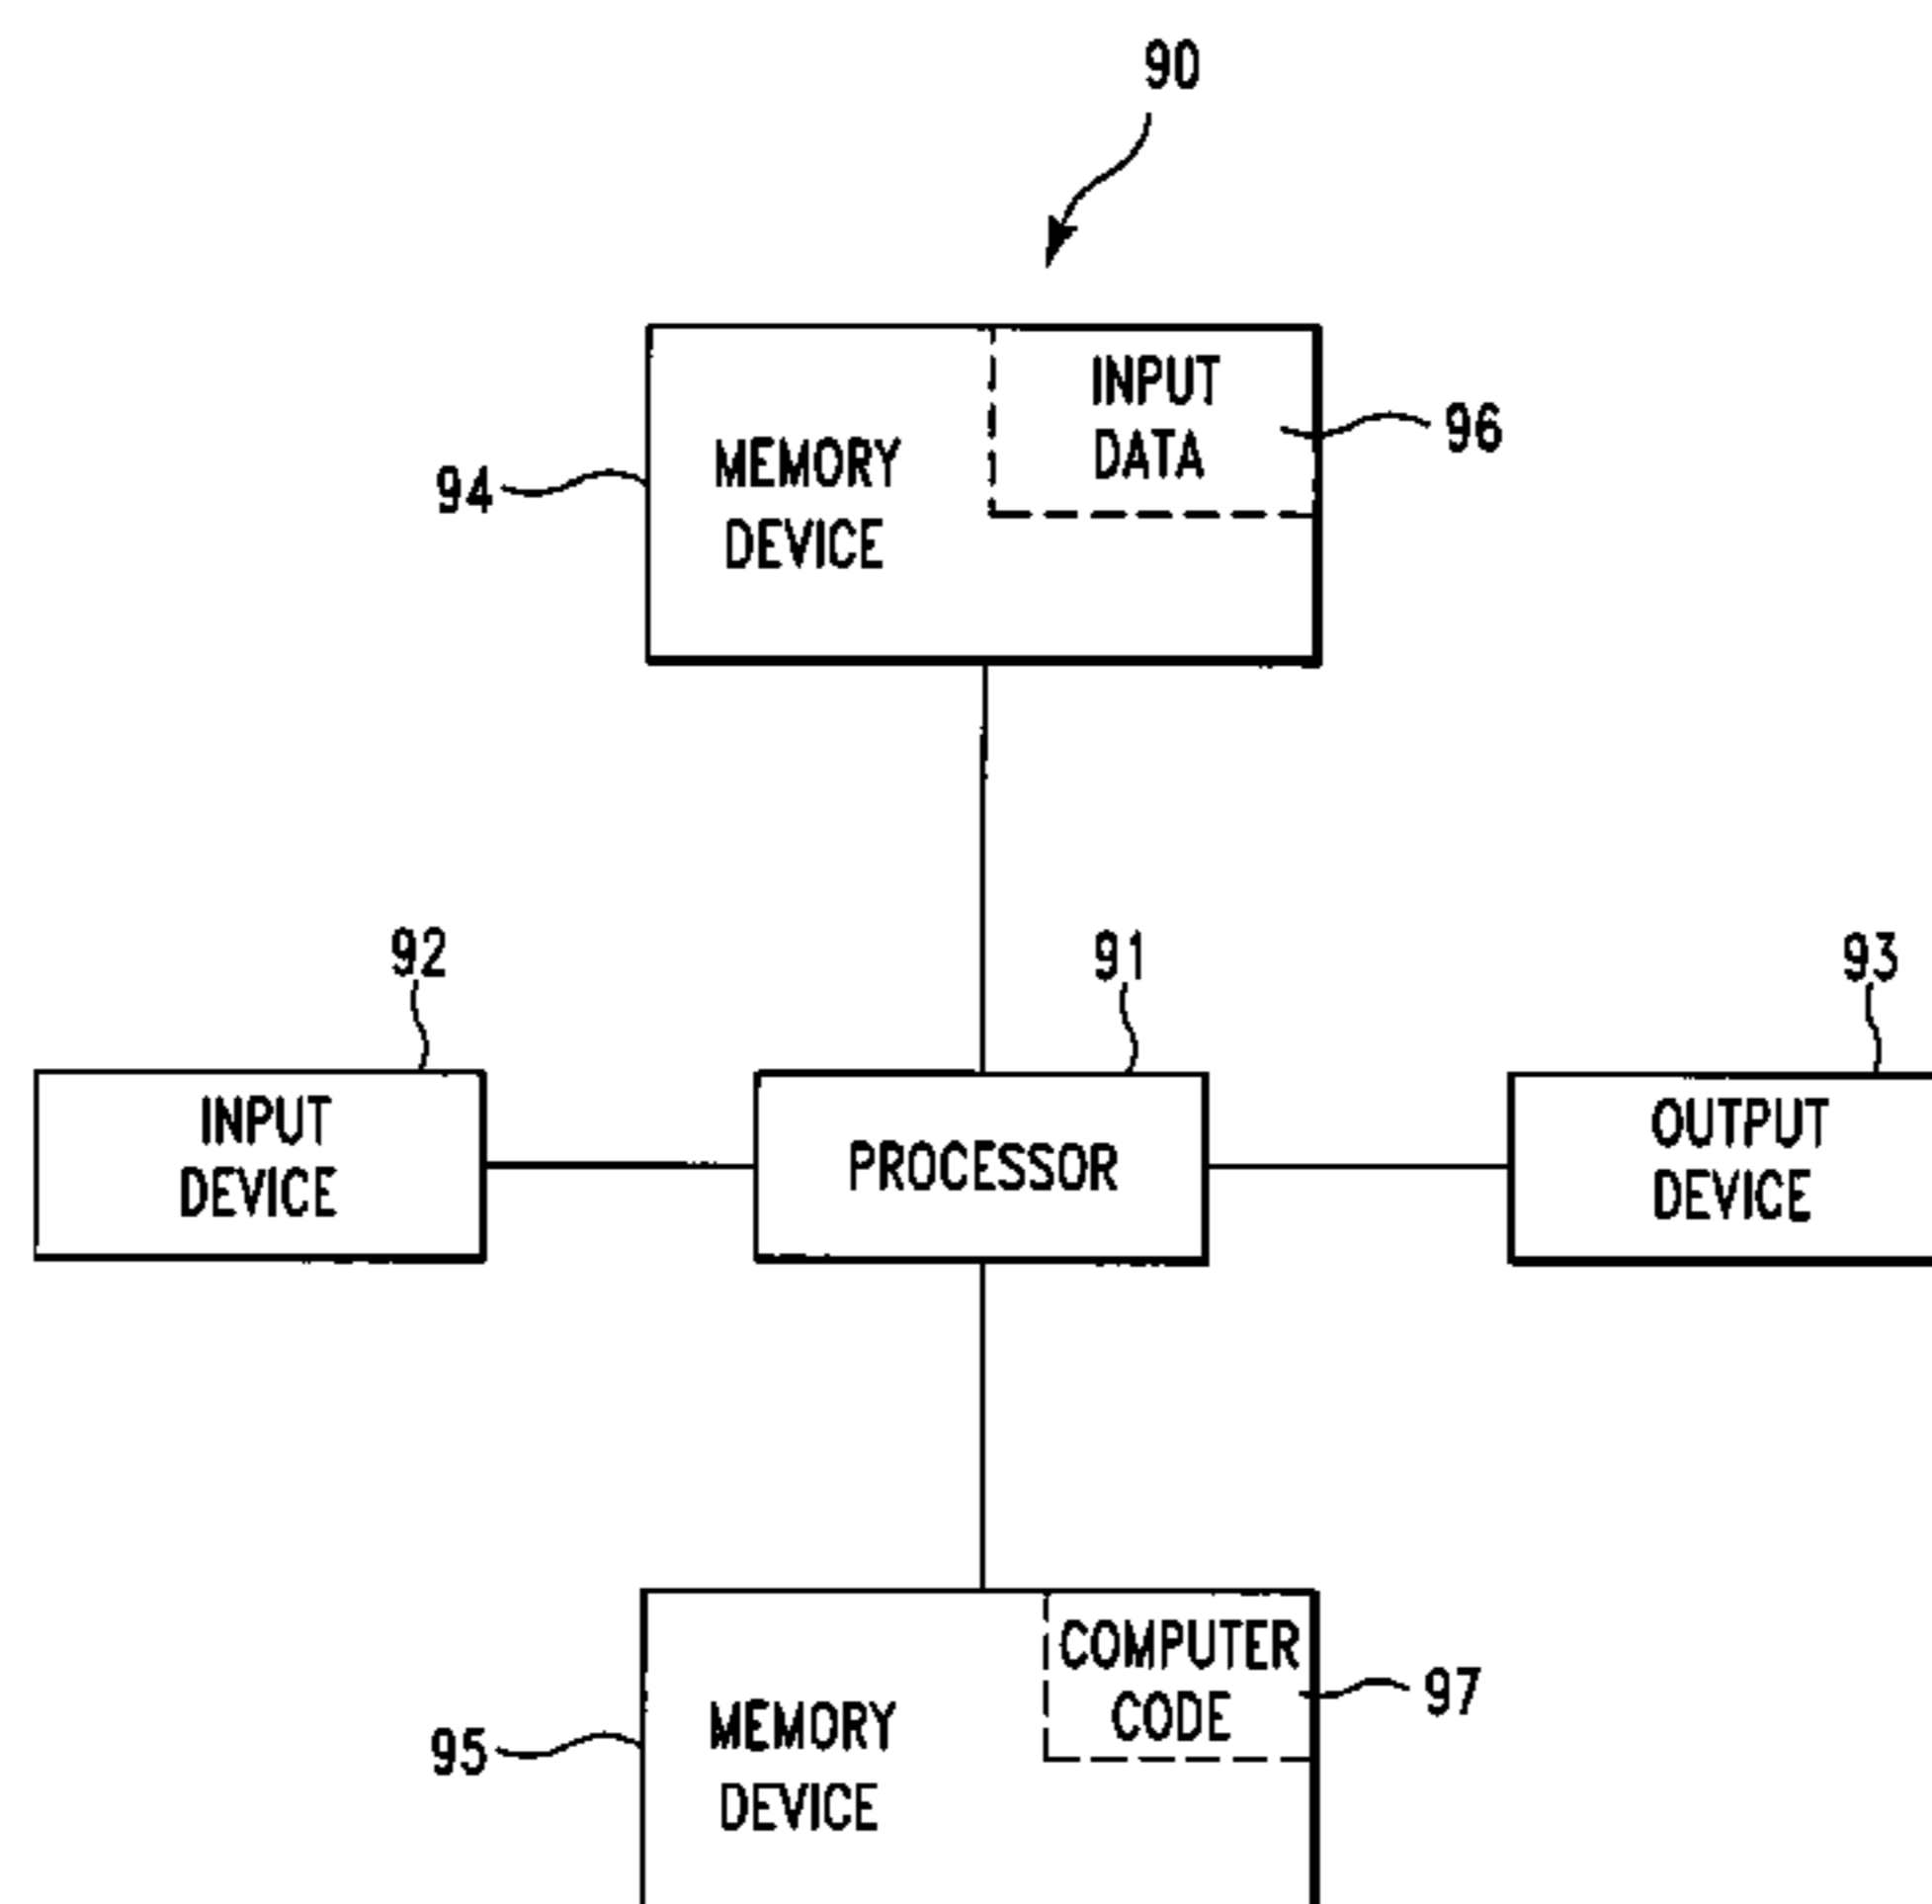 90
INPUT
DATA
96
MEMORY
DEVICE
94
92
91
93
INPUT
DEVICE
PROCESSOR
OUTPUT
DEVICE
COMPUTER
CODE
97
MEMORY
DEVICE
95